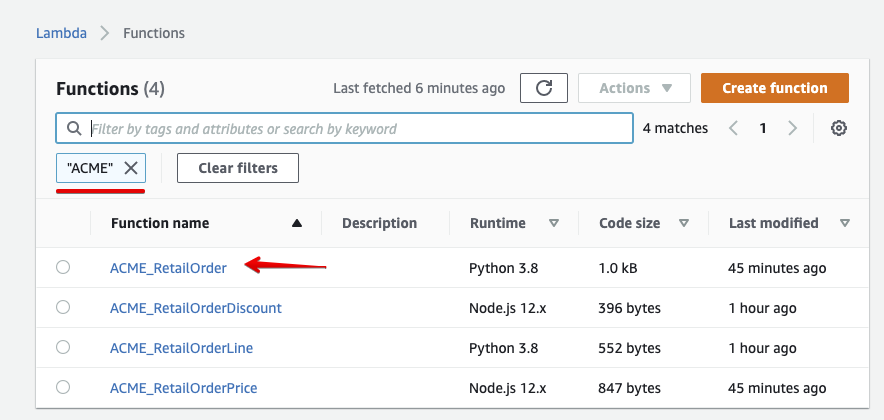 Lambda > Functions
Functions (4) Last fetched 6 minutes ago Actions Create function
Filter by tags and attributes or search by keyword 4 matches < 1 >
"ACME" Clear filters
Function name Description Runtime Code size Last modified
ACME_RetailOrder Python 3.8 1.0 kB 45 minutes ago
ACME_RetailOrderDiscount Node.js 12.x 396 bytes 1 hour ago
ACME_RetailOrderLine Python 3.8 552 bytes 1 hour ago
ACME_RetailOrderPrice Node.js 12.x 847 bytes 45 minutes ago